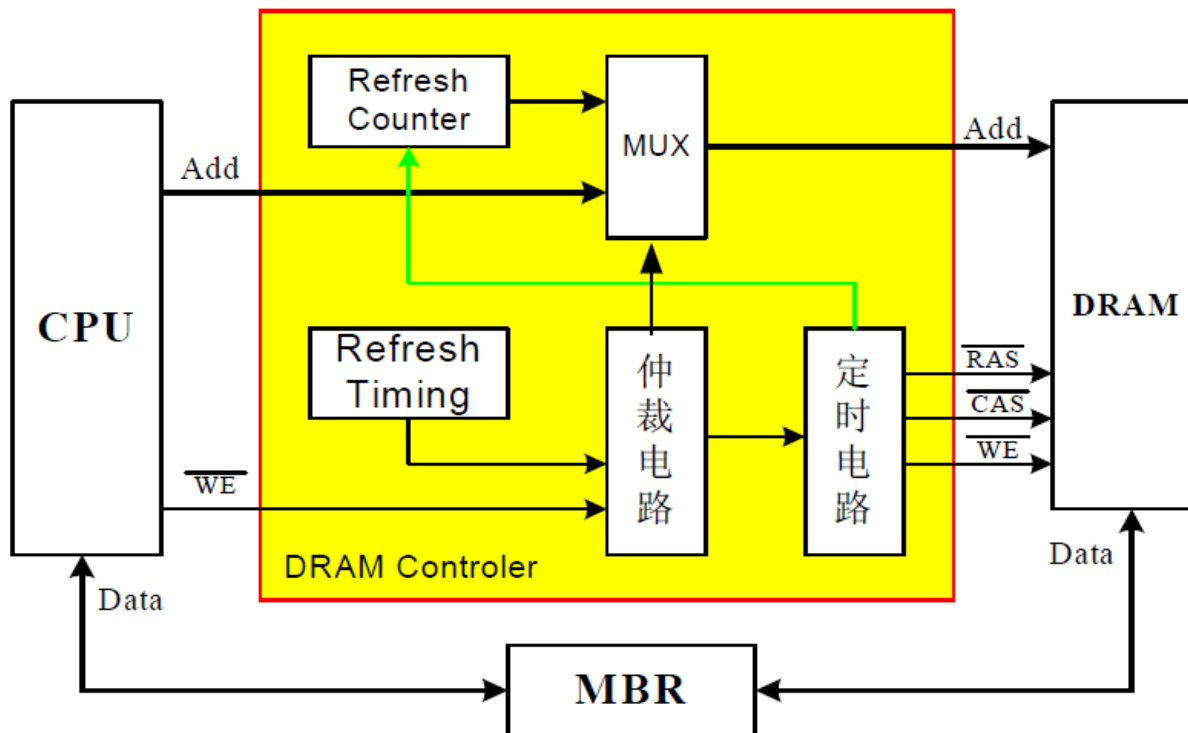 Refresh
Counter
MUX
Add
Add
CPU
DRAM
Refresh
Timing
仲裁电路
定时电路
RAS
CAS
WE
WE
DRAM Controler
Data
Data
MBR